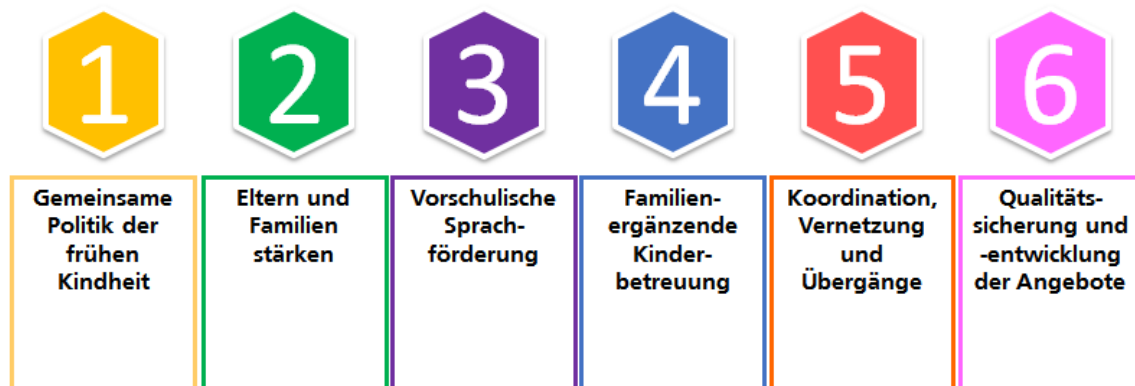 1
2
3
4
5
6
Gemeinsame
Politik der
frühen
Kindheit
Eltern und
Familien
stärken
Vorschulische
Sprach-
förderung
Familien-
ergänzende
Kinder-
betreuung
Koordination,
Vernetzung
und
Übergänge
Qualitäts-
sicherung und
-entwicklung
der Angebote